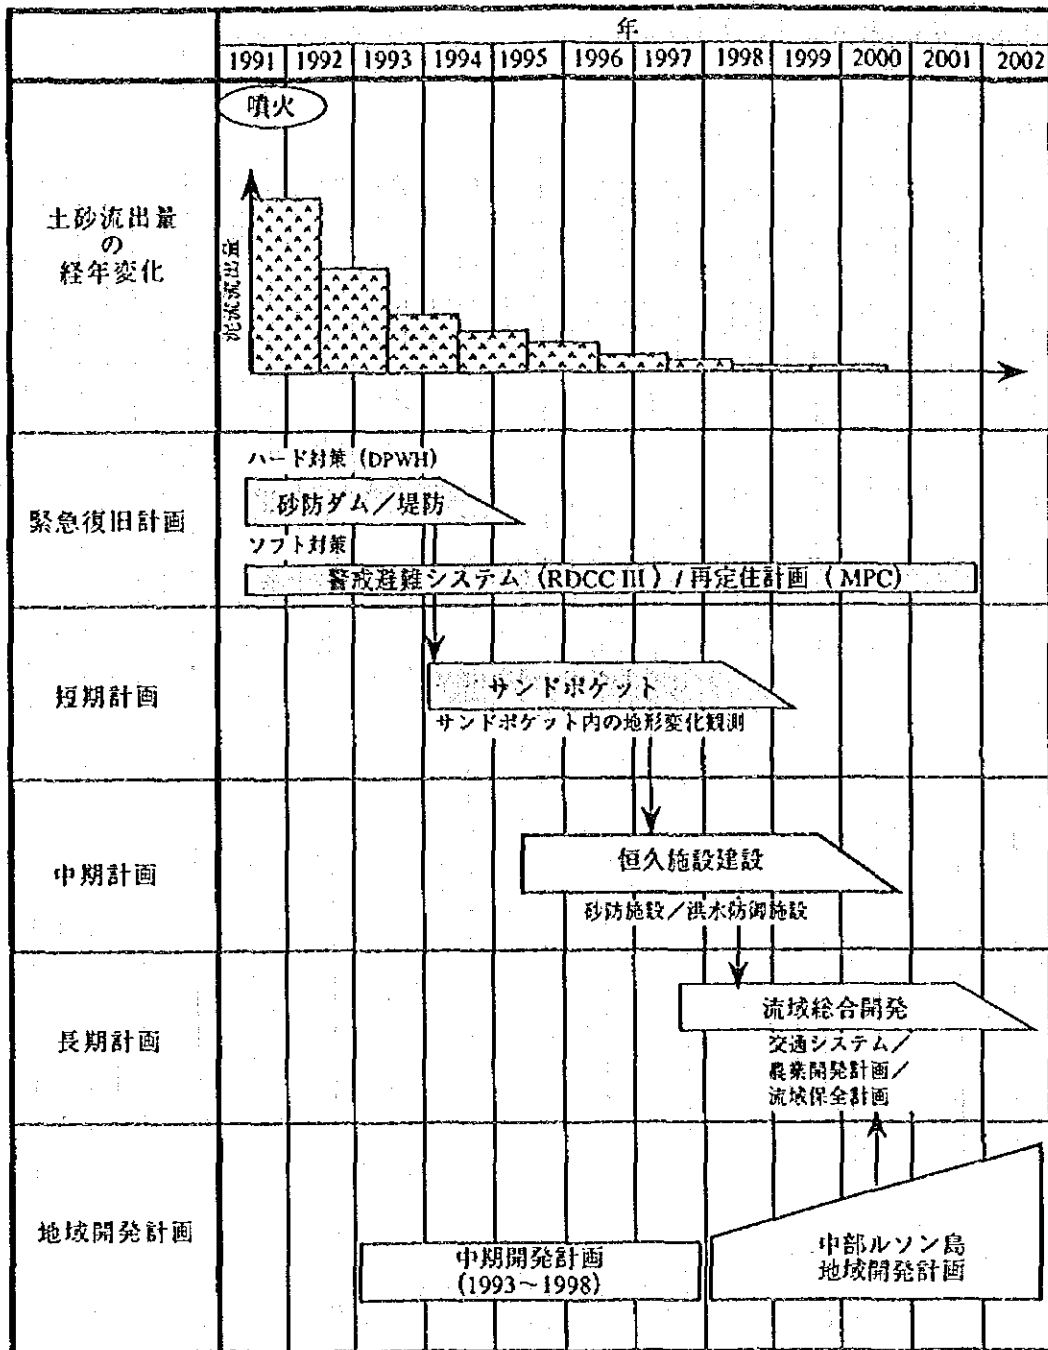 年
1991 1992 1993 1994 1995 1996 1997 1998 1999 2000 2001 2002
噴火
土砂流出量
の
経年変化
泥流流出量
ハード対策 (DPWH)
砂防ダム/堤防
緊急復旧計画
ソフト対策
警戒避難システム (RDCC III) / 再定住計画 (MPC)
短期計画
サンドポケット
サンドポケット内の地形変化観測
中期計画
恒久施設建設
砂防施設/洪水防御施設
長期計画
流域総合開発
交通システム/
農業開発計画/
流域保全計画
地域開発計画
中期開発計画
(1993~1998)
中部ルソン島
地域開発計画